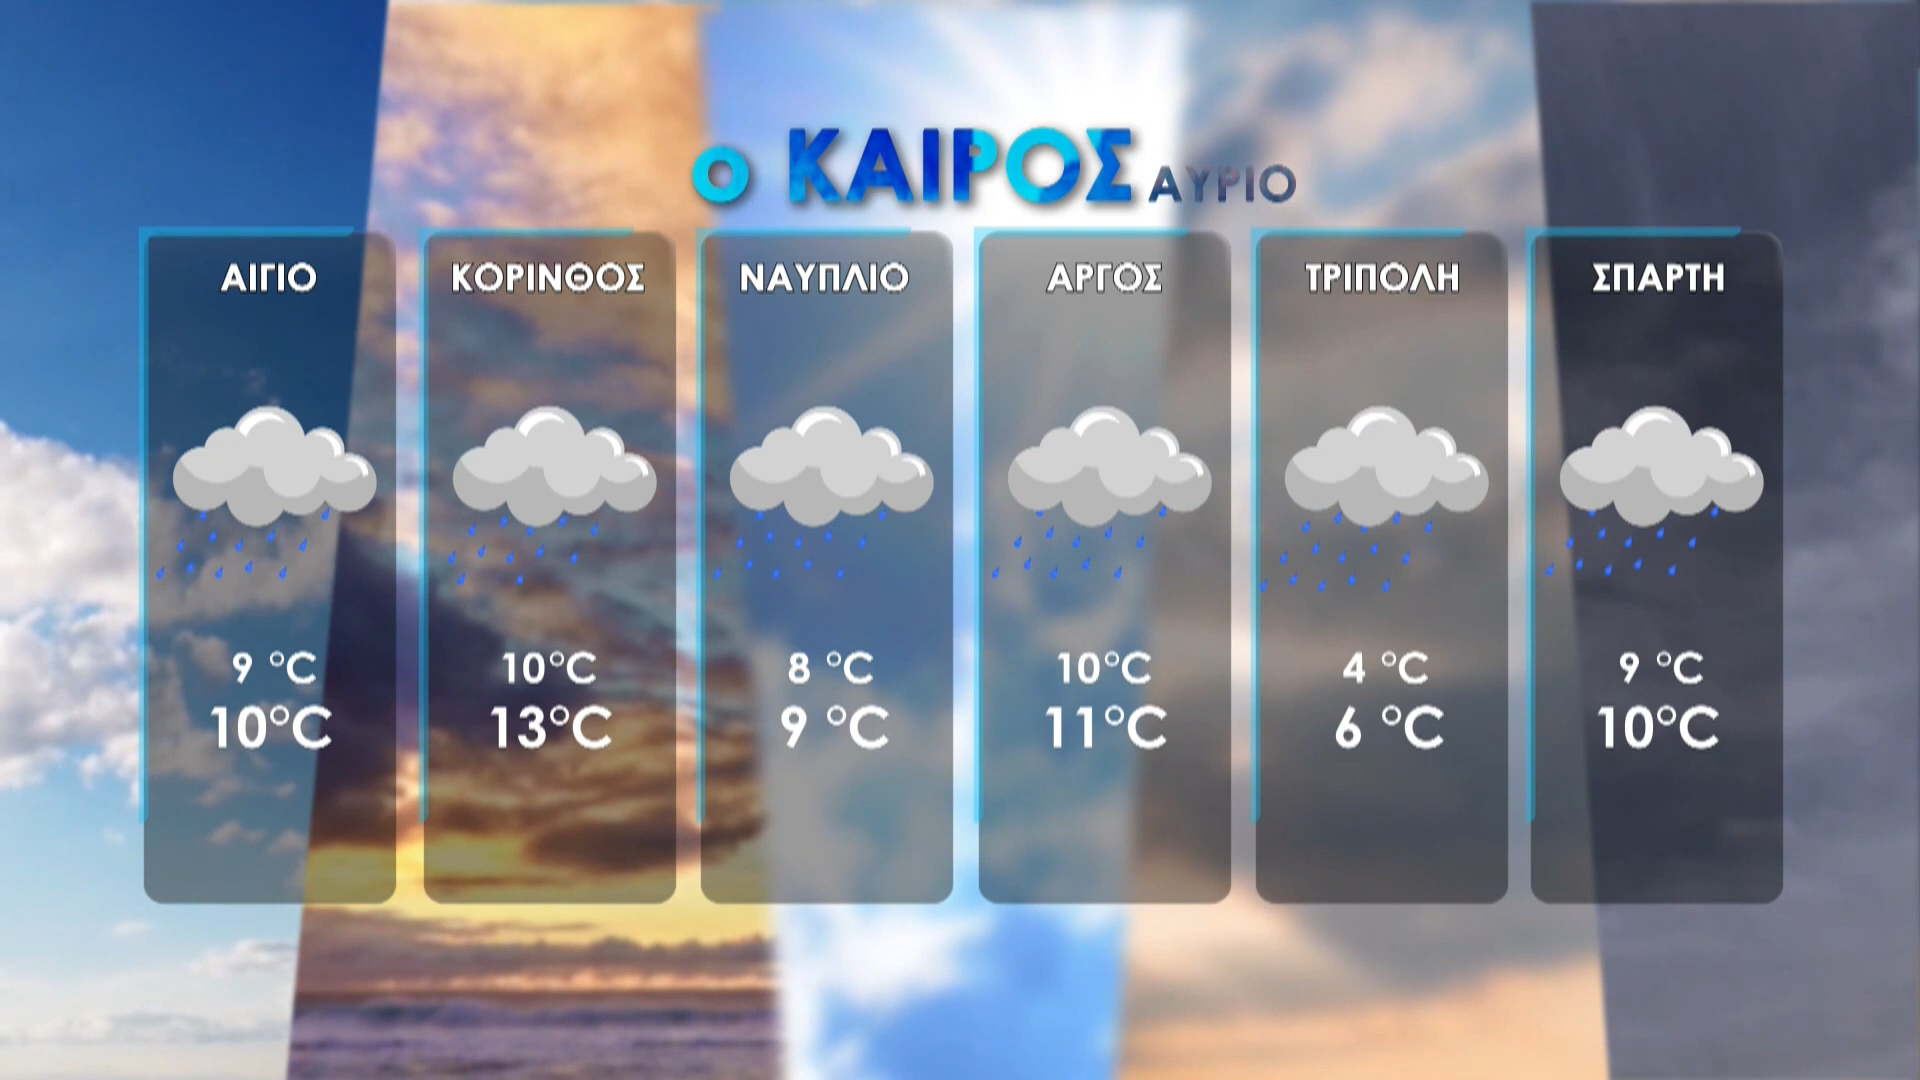 ο ΚΑΙΡΟΣ ΑΥΡΙΟ
ΑΙΓΙΟ
9 °C
10°C
ΚΟΡΙΝΘΟΣ
10°C
13°C
ΝΑΥΠΛΙΟ
8 °C
9 °C
ΑΡΓΟΣ
10°C
11°C
ΤΡΙΠΟΛΗ
4 °C
6 °C
ΣΠΑΡΤΗ
9 °C
10°C